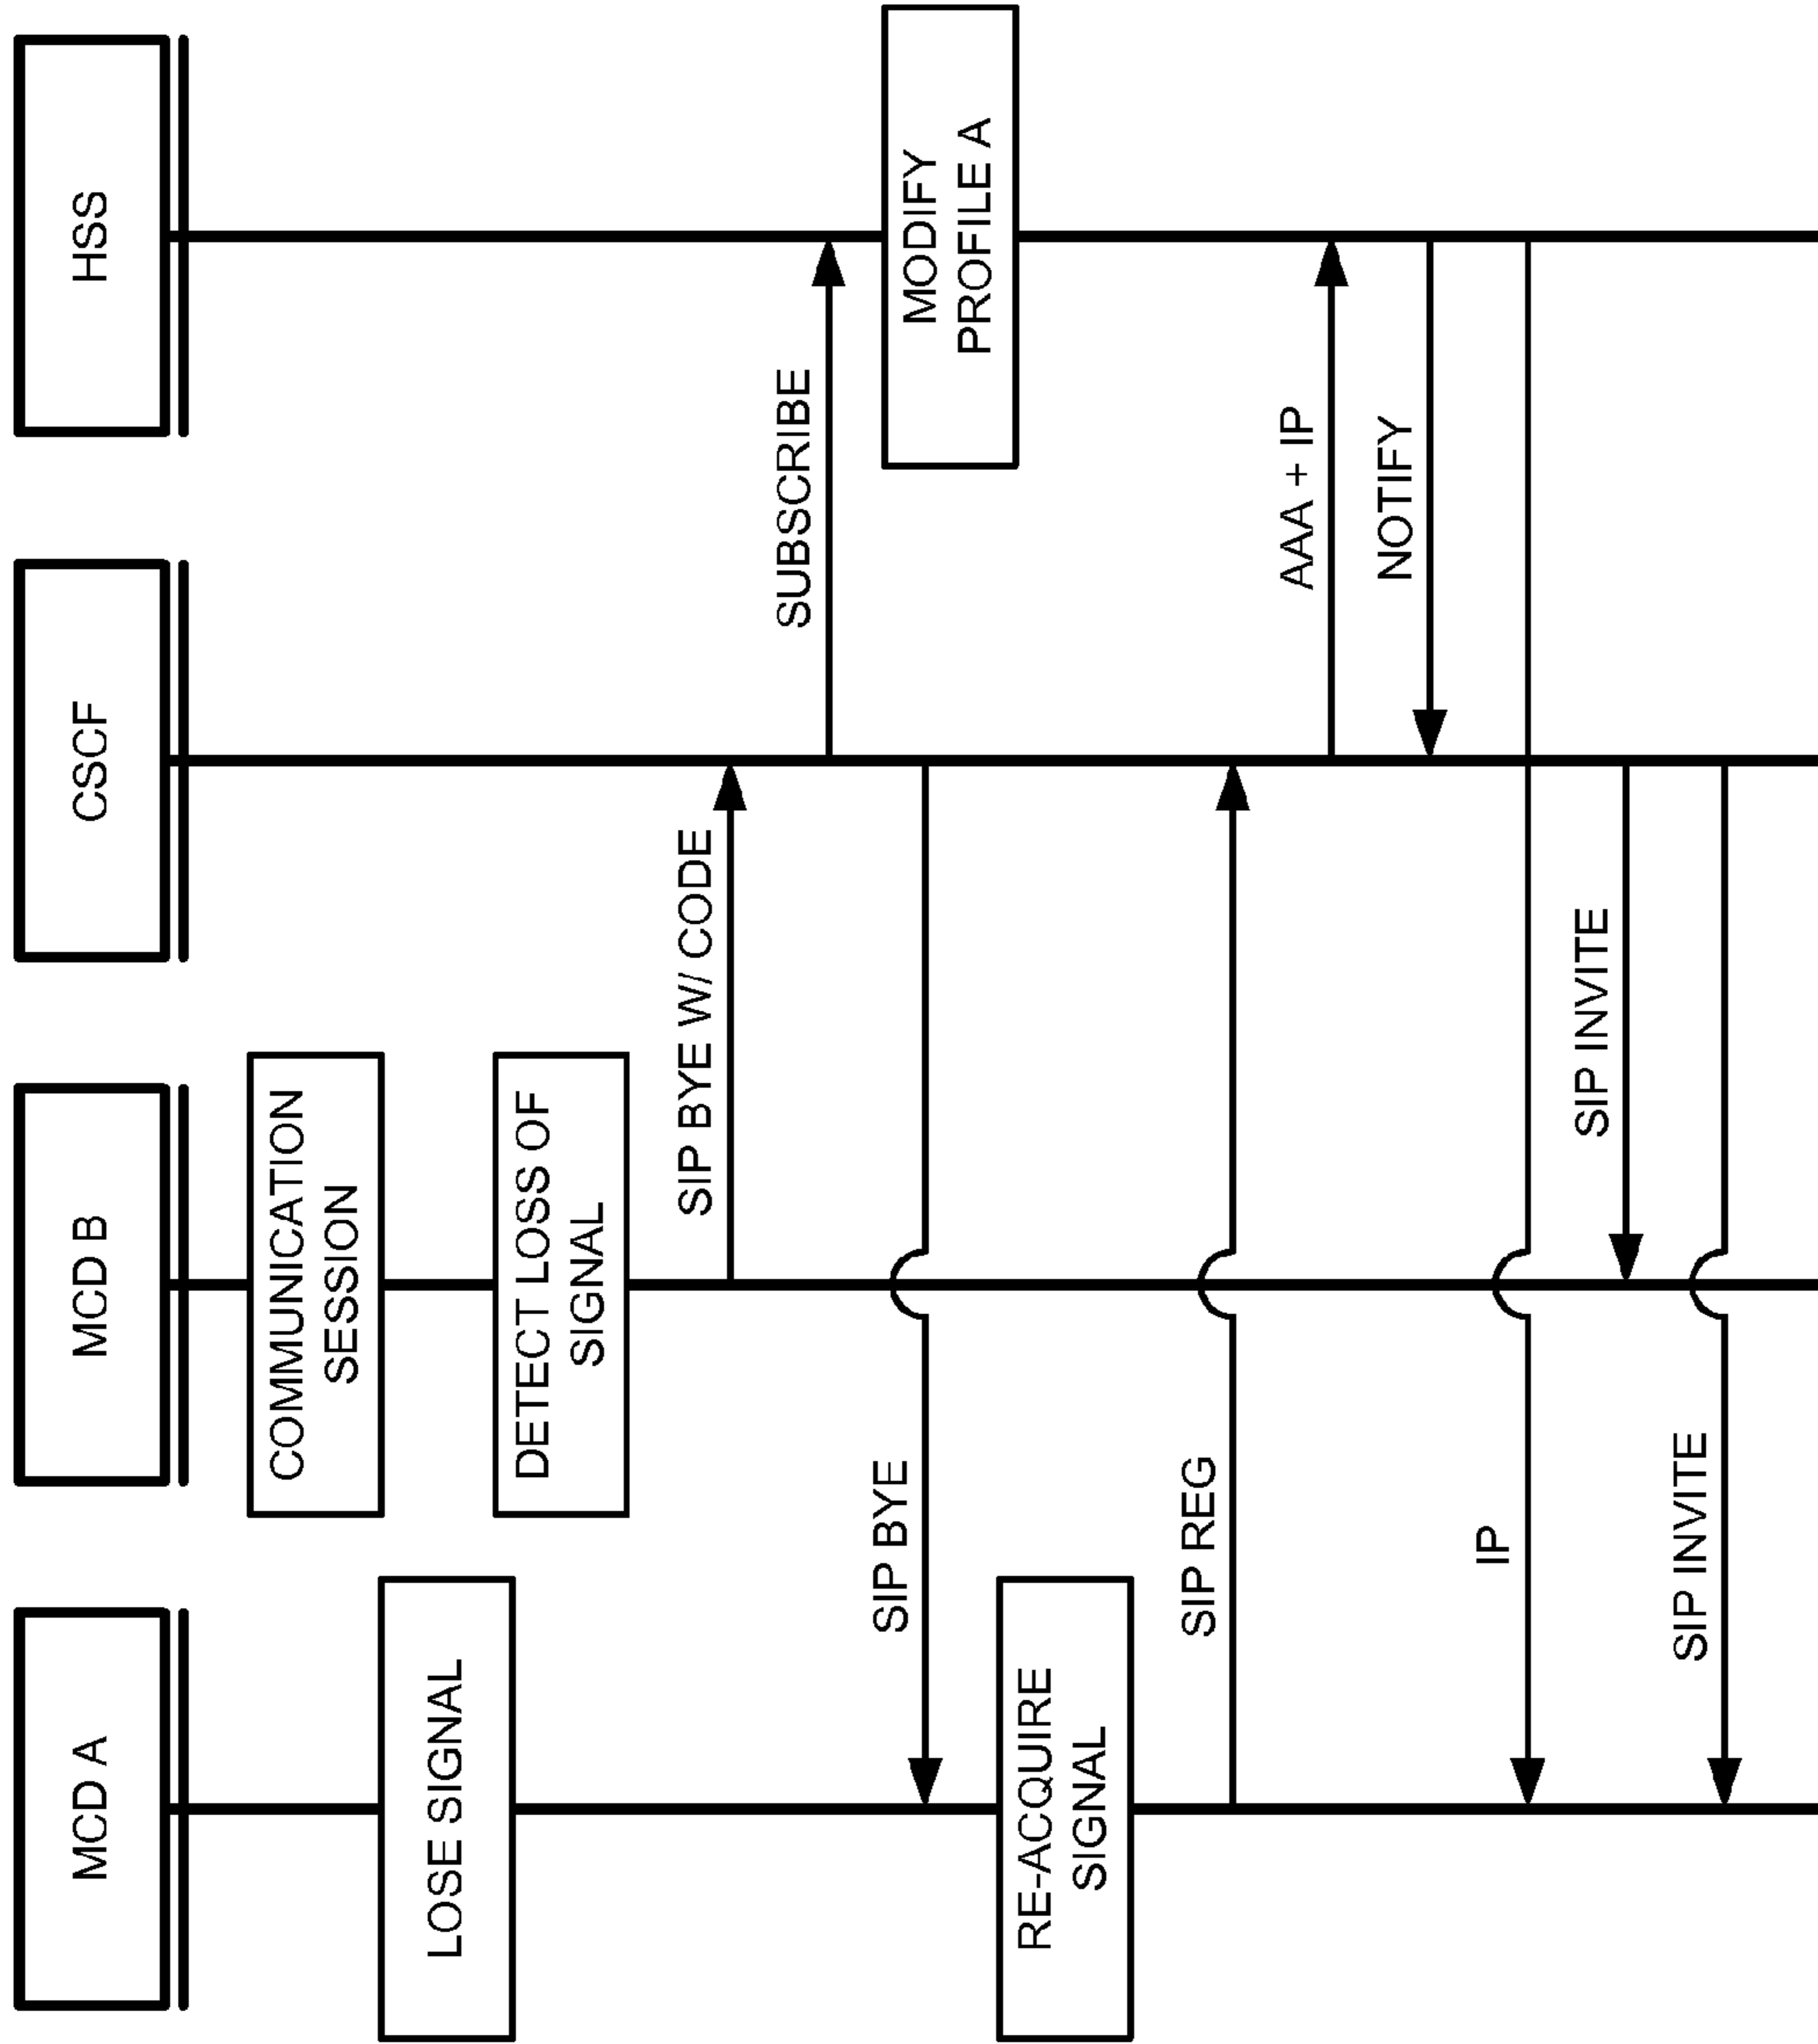 MCD A
MCD B
CSCF
HSS
COMMUNICATION
SESSION
LOSE SIGNAL
DETECT LOSS OF
SIGNAL
SIP BYE W/ CODE
SUBSCRIBE
SIP BYE
MODIFY
PROFILE A
RE-ACQUIRE
SIGNAL
SIP REG
AAA + IP
NOTIFY
IP
SIP INVITE
SIP INVITE